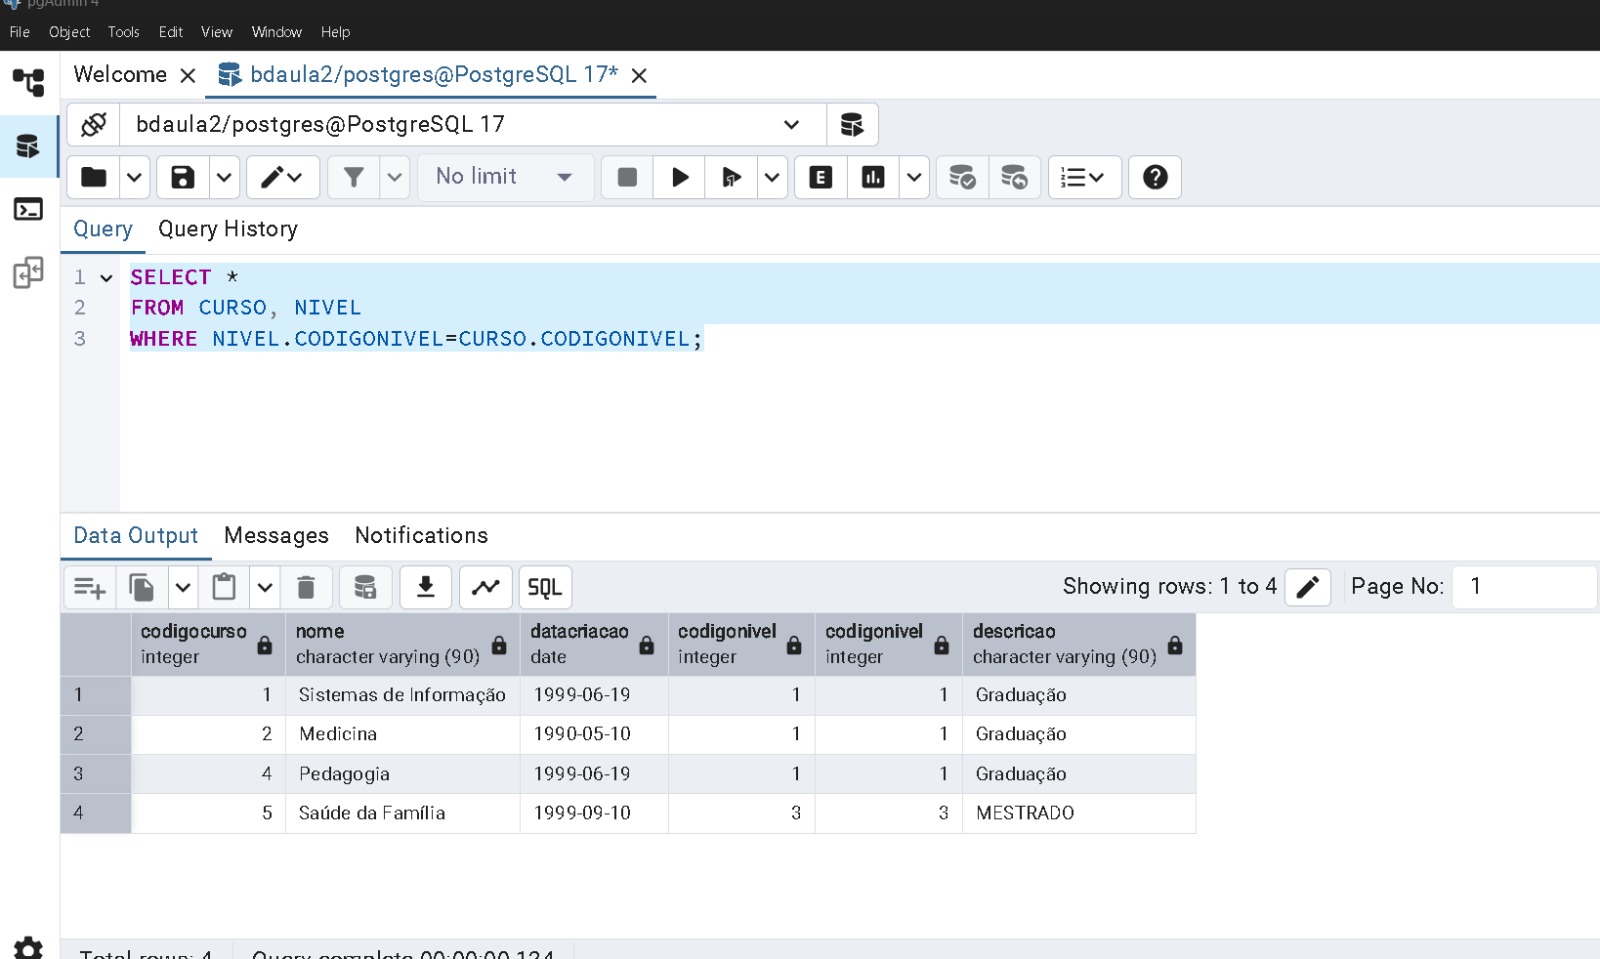 pgAdmin 4
File Object Tools Edit View Window Help
Welcome bdaula2/postgres@PostgreSQL 17*
bdaula2/postgres@PostgreSQL 17
No limit E
Query Query History
1 SELECT *
2 FROM CURSO, NIVEL
3 WHERE NIVEL.CODIGONIVEL=CURSO.CODIGONIVEL;
Data Output Messages Notifications
SQL Showing rows: 1 to 4 Page No: 1
codigocurso nome datacriacao codigonivel codigonivel descricao
integer character varying (90) date integer integer character varying (90)
1 1 Sistemas de Informação 1999-06-19 1 1 Graduação
2 2 Medicina 1990-05-10 1 1 Graduação
3 4 Pedagogia 1999-06-19 1 1 Graduação
4 5 Saúde da Família 1999-09-10 3 3 MESTRADO
Total rows: 4 Query complete 00:00:00.124